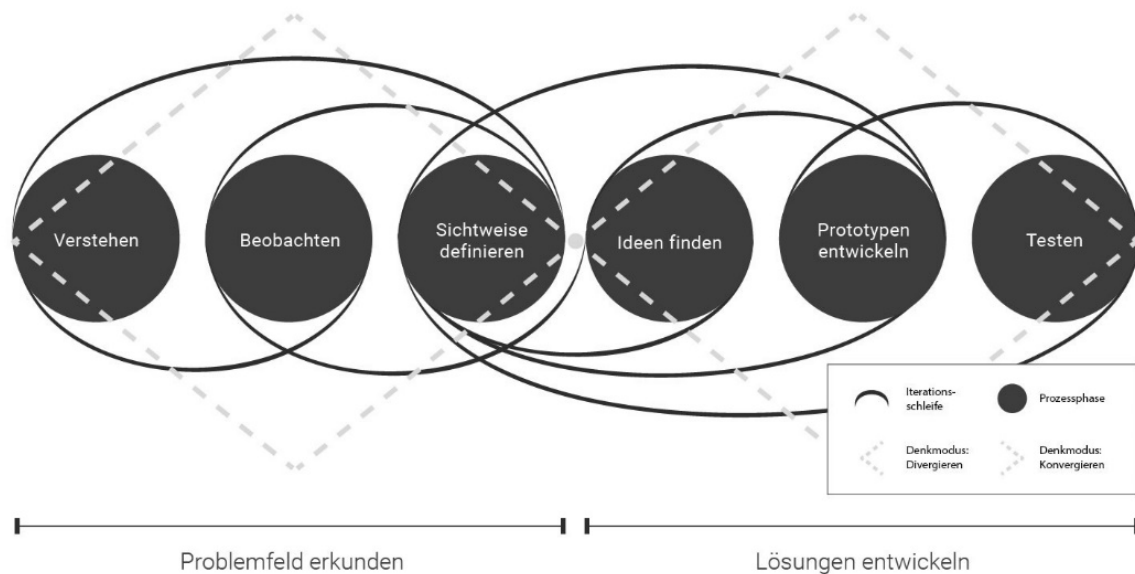 Verstehen
Beobachten
Sichtweise
definieren
Ideen finden
Prototypen
entwickeln
Testen
Iterations-
schleife
Prozessphase
Denkmodus:
Divergieren
Denkmodus:
Konvergieren
Problemfeld erkunden
Lösungen entwickeln